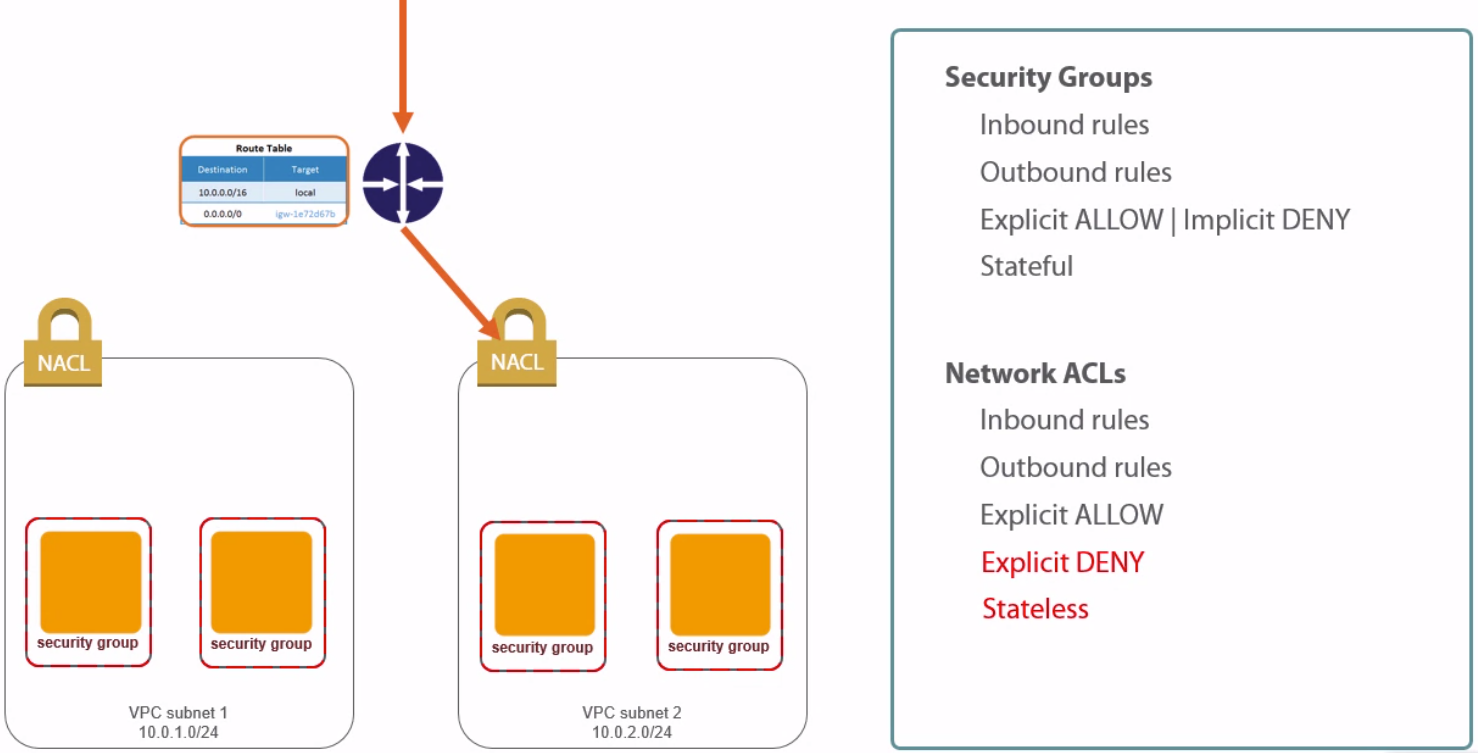 Route Table
Destination Target
10.0.0.0/16 local
0.0.0.0/0 igw-1e72d67b
NACL
security group
security group
VPC subnet 1
10.0.1.0/24
NACL
security group
security group
VPC subnet 2
10.0.2.0/24
Security Groups
Inbound rules
Outbound rules
Explicit ALLOW | Implicit DENY
Stateful
Network ACLs
Inbound rules
Outbound rules
Explicit ALLOW
Explicit DENY
Stateless